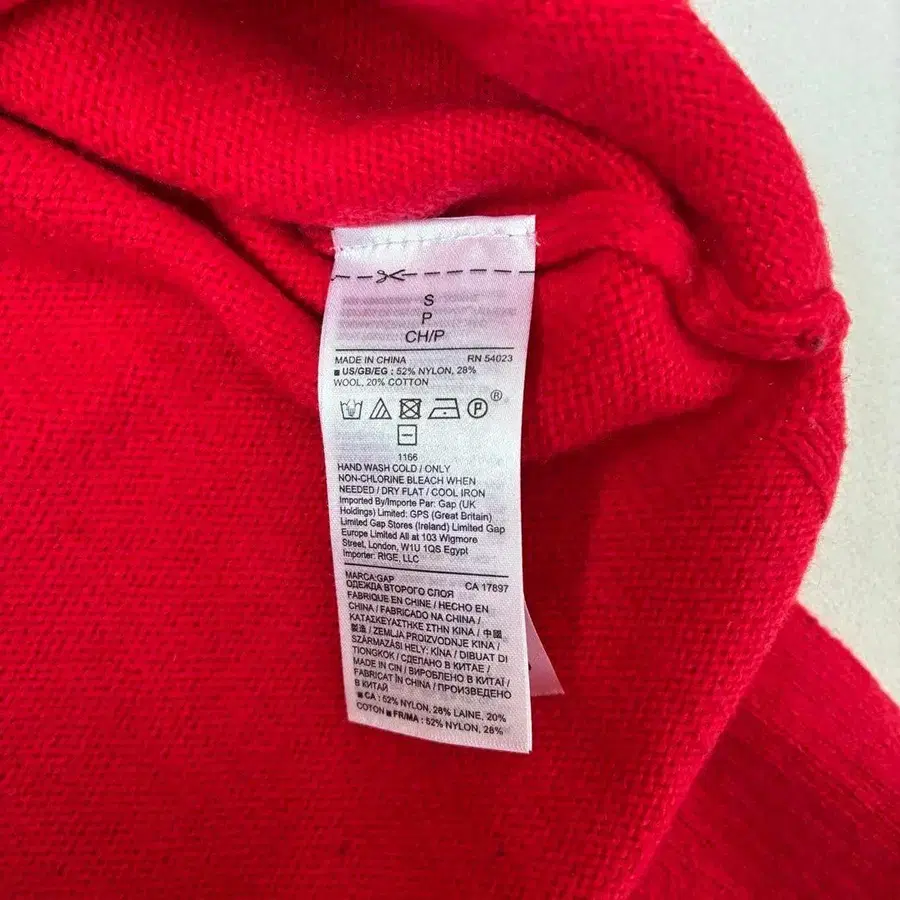 S
P
CH/P
MADE IN CHINA RN 54023
■ US/GB/EG : 52% NYLON, 28%
WOOL, 20% COTTON
P ®
1166
HAND WASH COLD / ONLY
NON-CHLORINE BLEACH WHEN
NEEDED / DRY FLAT / COOL IRON
Imported By/Importe Par: Gap (UK
Holdings) Limited: GPS (Great Britain)
Limited Gap Stores (Ireland) Limited Gap
Europe Limited All at 103 Wigmore
Street, London, W1U 1QS Egypt
Importer: RIGE, LLC
MARCA:GAP CA 17897
ОДЕЖДА ВТОРОГО СЛОЯ
FABRIQUE EN CHINE / HECHO EN
CHINA / FABRICADO NA CHINA /
ΚΑΤΑΣΚΕΥΑΣΤΗΚΕ ΣΤΗΝ ΚΙΝΑ / 中國
製造 / ZEMLJA PROIZVODNJE KINA /
SZÁRMAZÁSI HELY: KÍNA / DIBUAT DI
TIONGKOK / СДЕЛАНО В КИТАЕ /
MADE IN CIN / ВИРОБЛЕНО В КИТАЇ /
FABRICAT ÎN CHINA / ПРОИЗВЕДЕНО
В КИТАЙ
■ CA : 52% NYLON, 28% LAINE, 20%
COTON ■ FR/MA : 52% NYLON, 28%